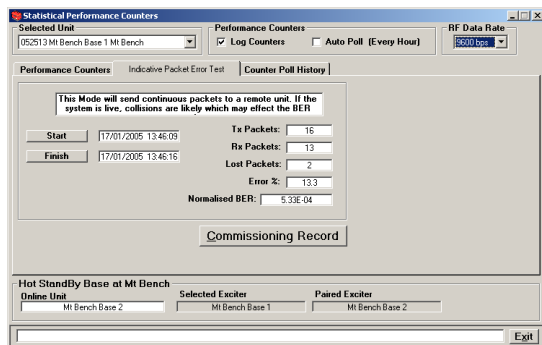 Statistical Performance Counters
Selected Unit
052513 Mt Bench Base 1 Mt Bench
Performance Counters
Log Counters
Auto Poll (Every Hour)
RF Data Rate
9600 bps
Performance Counters
Indicative Packet Error Test
Counter Poll History
This Mode will send continuous packets to a remote unit. If the
system is live, collisions are likely which may effect the BER
Start 17/01/2005 13:46:09
Finish 17/01/2005 13:46:16
Tx Packets: 16
Rx Packets: 13
Lost Packets: 2
Error %: 13.3
Normalised BER: 5.33E-04
Commissioning Record
Hot StandBy Base at Mt Bench
Online Unit
Mt Bench Base 2
Selected Exciter
Mt Bench Base 1
Paired Exciter
Mt Bench Base 2
Exit